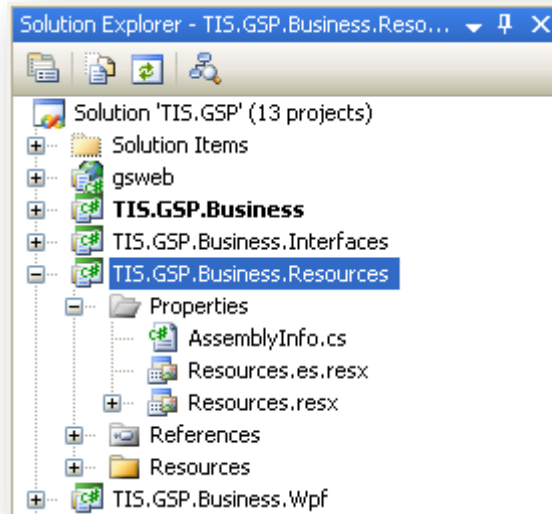 Solution Explorer - TIS.GSP.Business.Reso...
Solution 'TIS.GSP' (13 projects)
Solution Items
gsweb
TIS.GSP.Business
TIS.GSP.Business.Interfaces
TIS.GSP.Business.Resources
Properties
AssemblyInfo.cs
Resources.es.resx
Resources.resx
References
Resources
TIS.GSP.Business.Wpf